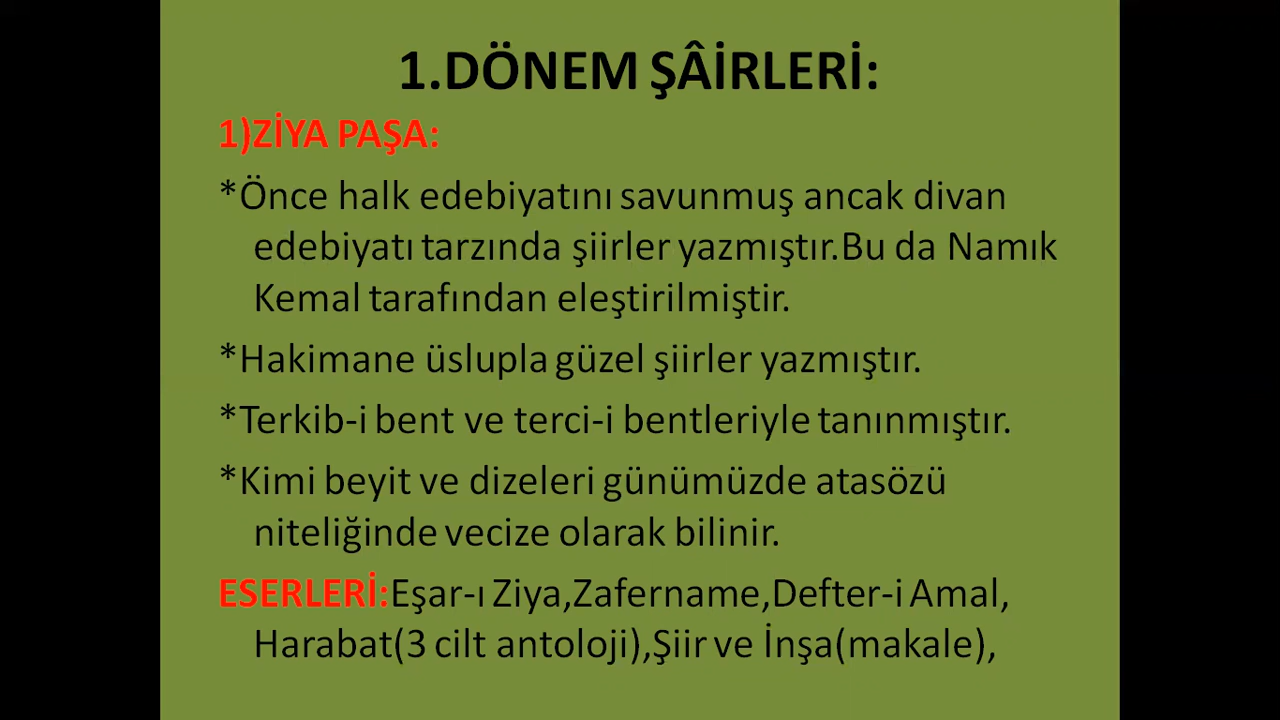 1.DÖNEM ŞÂİRLERİ:
1)ZİYA PAŞA:
*Önce halk edebiyatını savunmuş ancak divan
edebiyatı tarzında şiirler yazmıştır.Bu da Namık
Kemal tarafından eleştirilmiştir.
*Hakimane üslupla güzel şiirler yazmıştır.
*Terkib-i bent ve terci-i bentleriyle tanınmıştır.
*Kimi beyit ve dizeleri günümüzde atasözü
niteliğinde vecize olarak bilinir.
ESERLERİ:Eşar-ı Ziya,Zafername,Defter-i Amal,
Harabat(3 cilt antoloji),Şiir ve İnşa(makale),